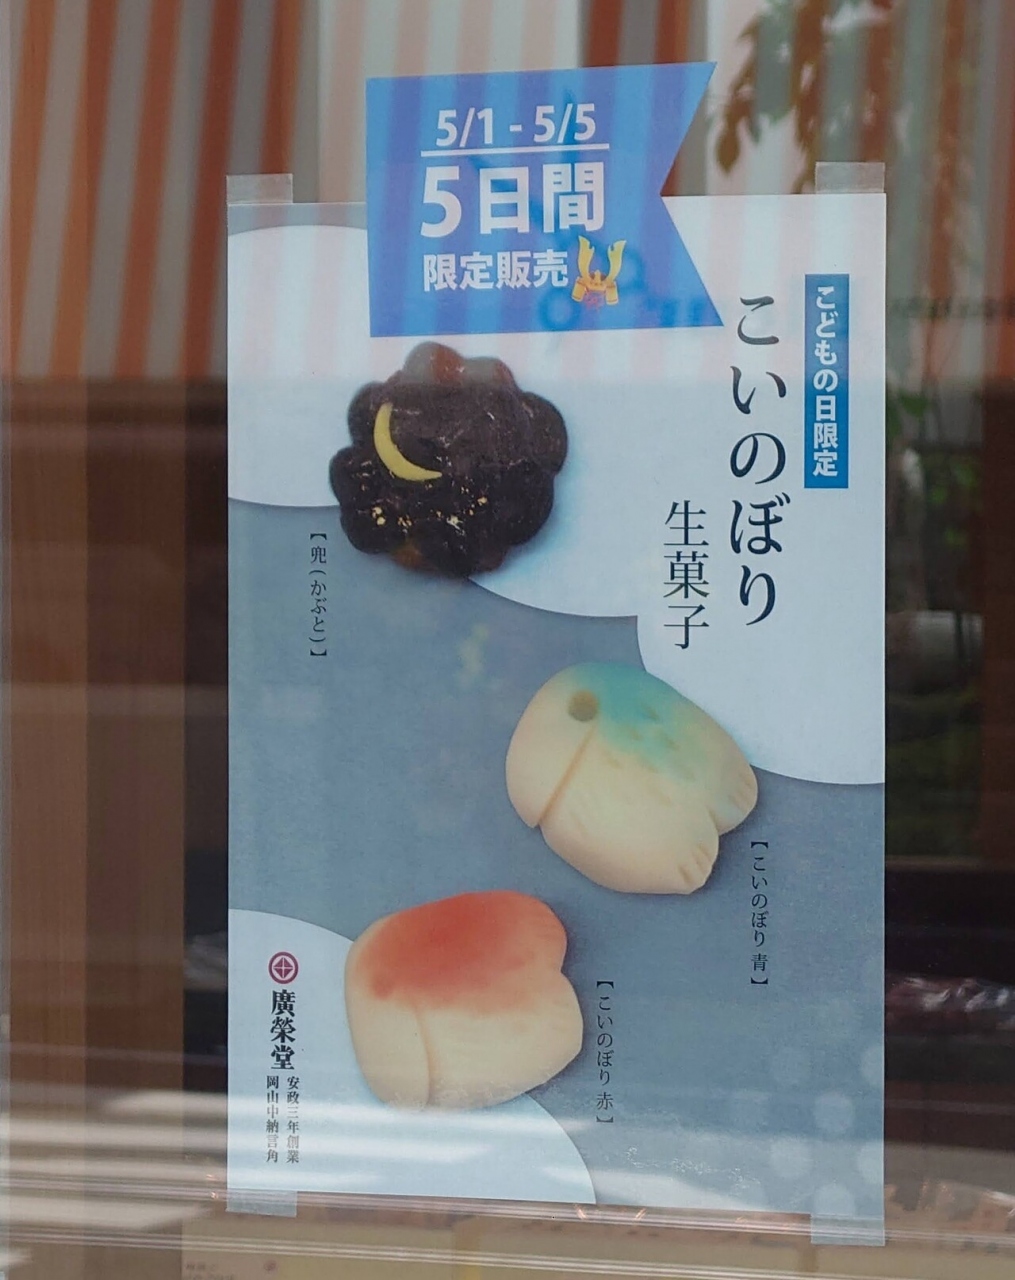 5/1 - 5/5
5日間
限定販売
こどもの日限定
こいのぼり
生菓子
【兜(かぶと)】
【こいのぼり 青】
【こいのぼり 赤】
廣榮堂
安政三年創業
岡山中納言角